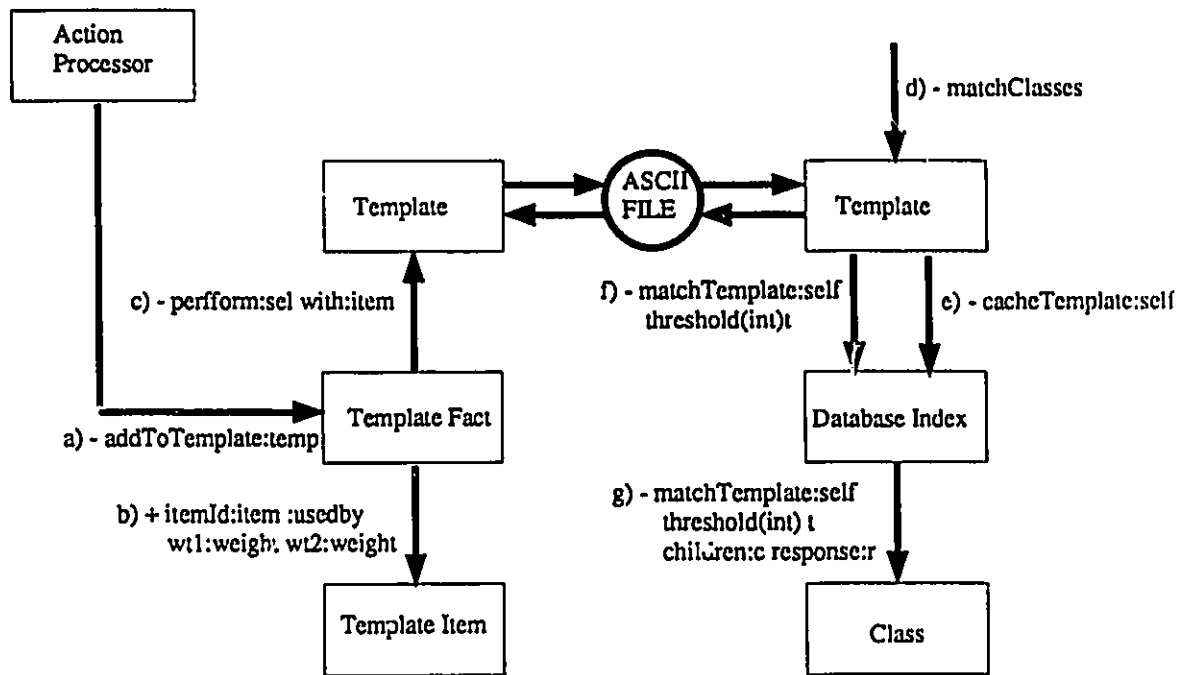 Action
Processor
d) - matchClasses
Template
ASCII
FILE
Template
c) - perfform:sel with:item
f) - matchTemplate:self
threshold(int)t
e) - cacheTemplate:self
Template Fact
Database Index
a) - addToTemplate:temp
b) + itemId:item :usedby
wt1:weight wt2:weight
g) - matchTemplate:self
threshold(int) t
children:c response:r
Template Item
Class